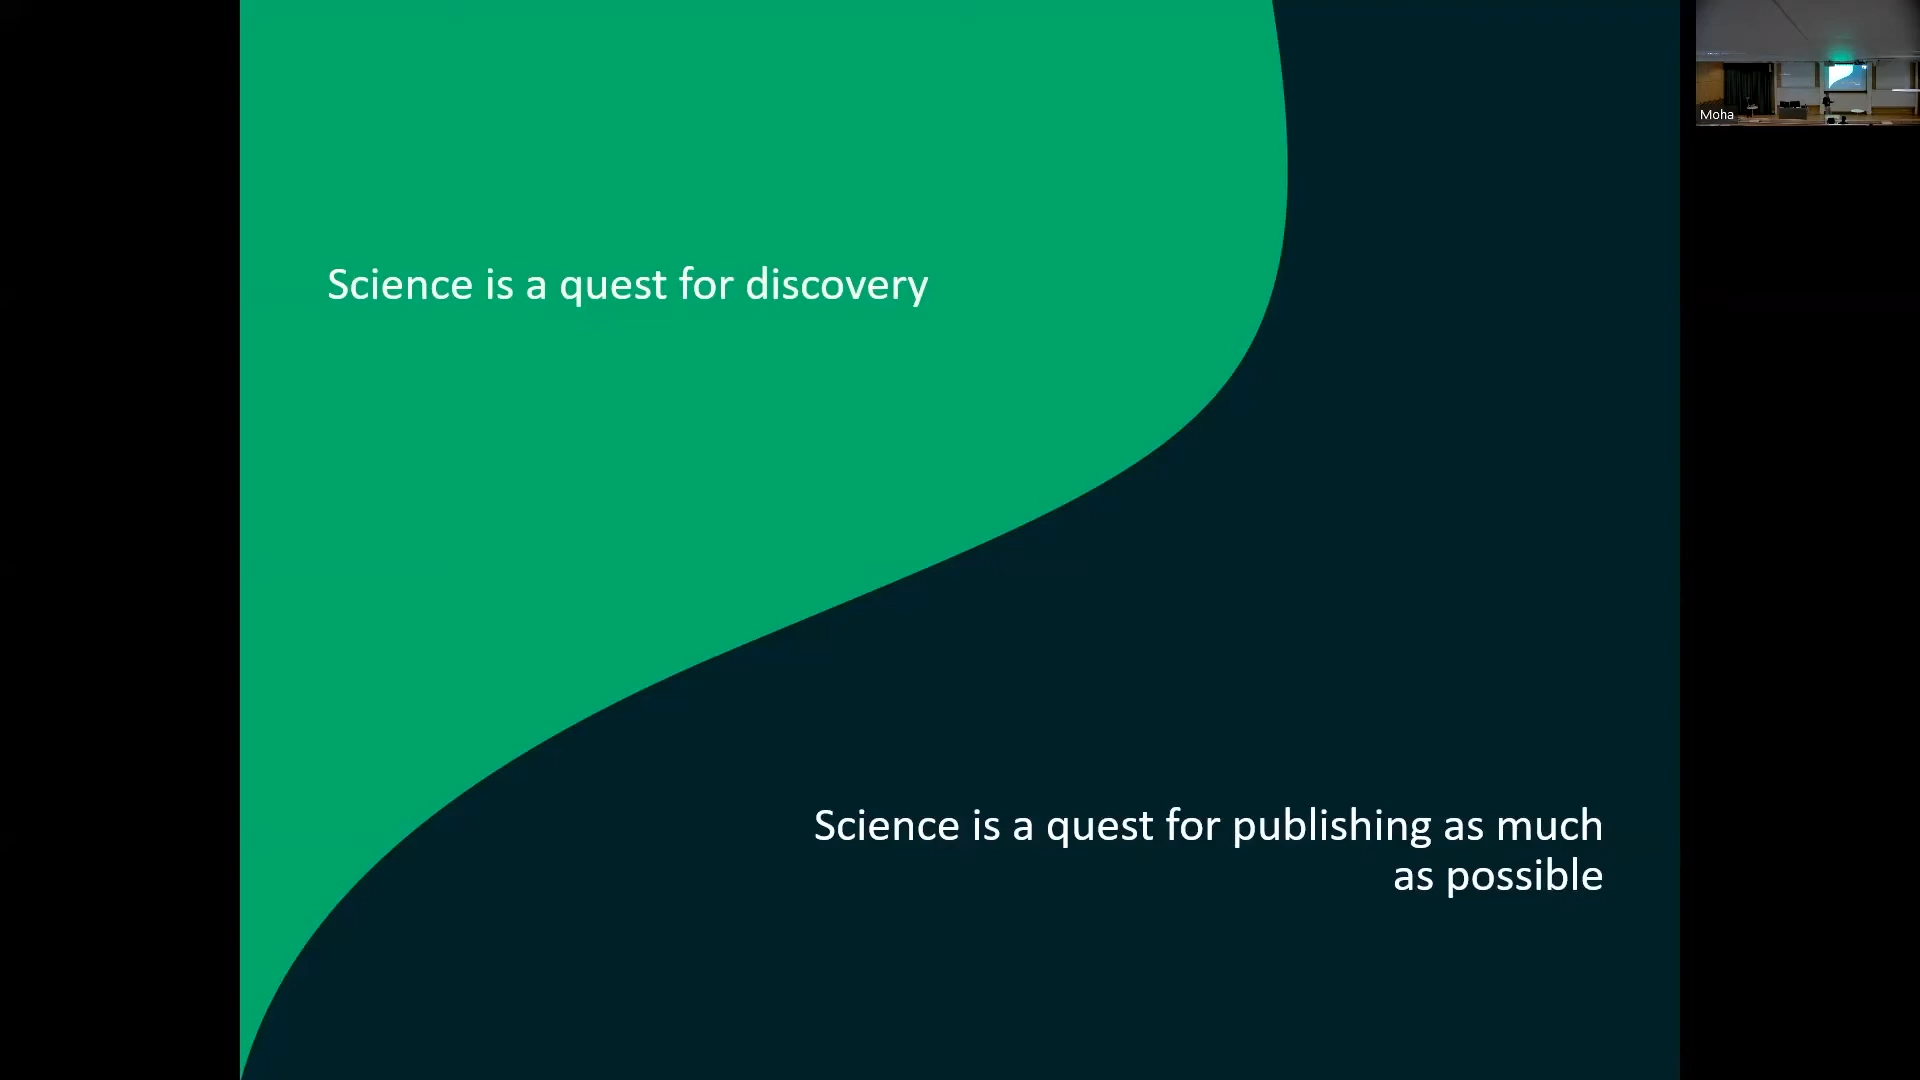 Science is a quest for discovery
Science is a quest for publishing as much
as possible
Moha